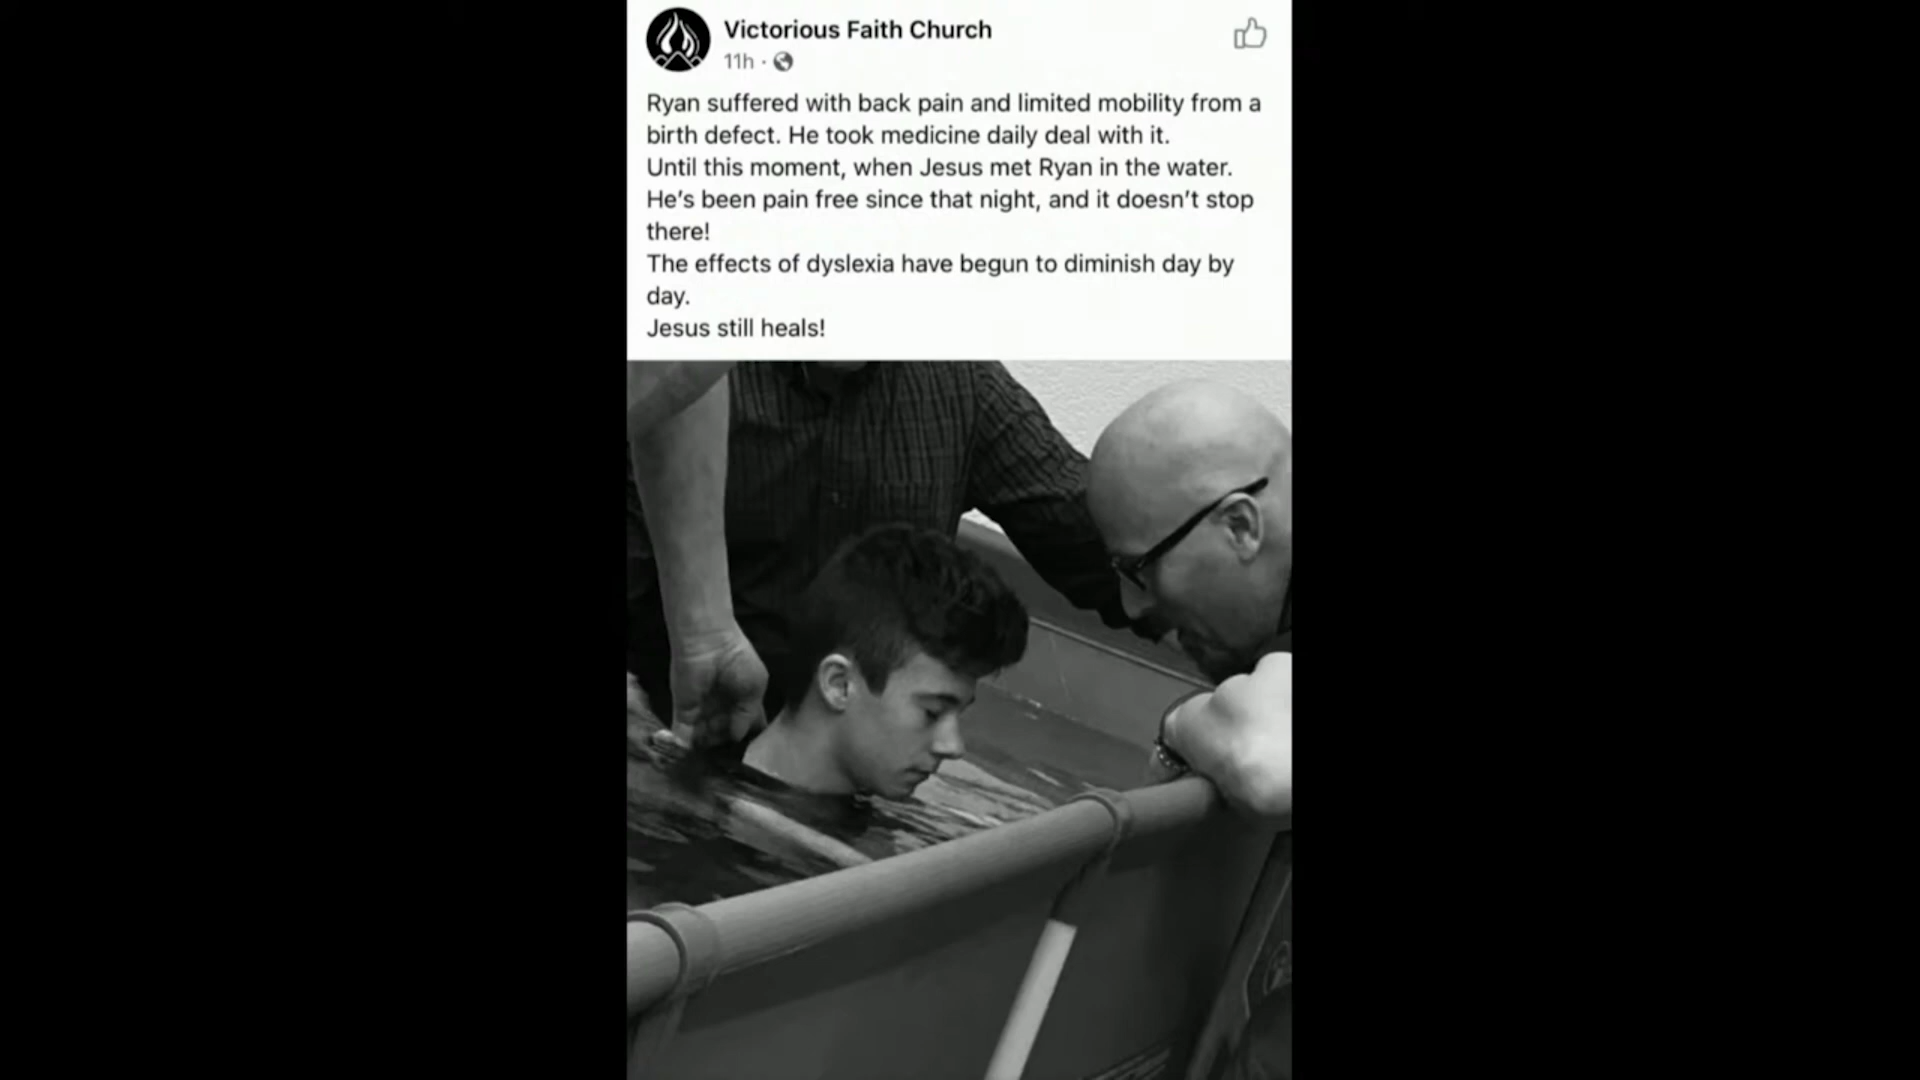 Victorious Faith Church
11h ·
Ryan suffered with back pain and limited mobility from a
birth defect. He took medicine daily deal with it.
Until this moment, when Jesus met Ryan in the water.
He's been pain free since that night, and it doesn't stop
there!
The effects of dyslexia have begun to diminish day by
day.
Jesus still heals!